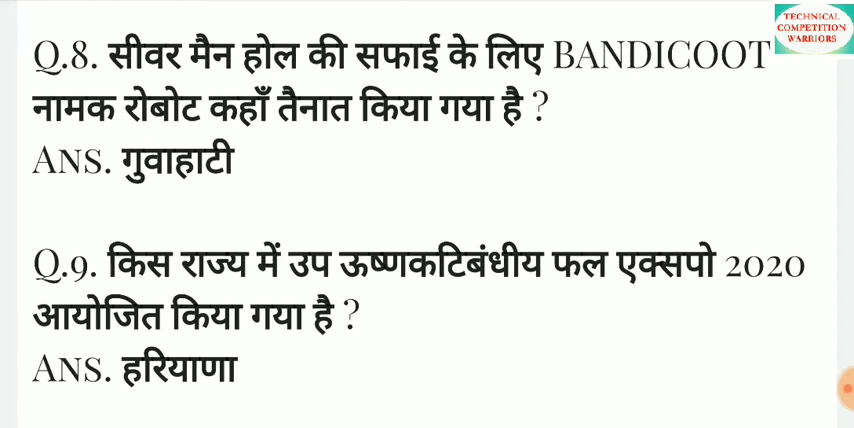 TECHNICAL
COMPETITION
WARRIORS
Q.8. सीवर मैन होल की सफाई के लिए BANDICOOT
नामक रोबोट कहाँ तैनात किया गया है ?
ANS. गुवाहाटी
Q.9. किस राज्य में उप ऊष्णकटिबंधीय फल एक्सपो 2020
आयोजित किया गया है ?
ANS. हरियाणा